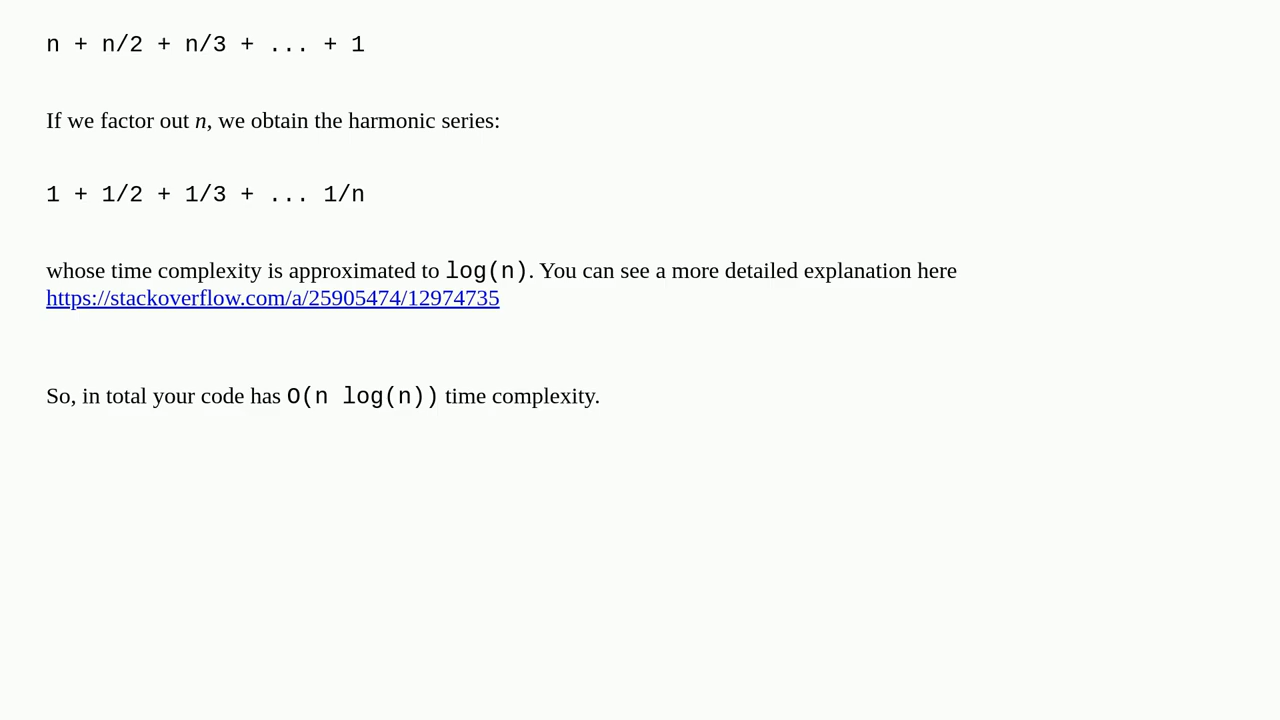 n + n/2 + n/3 + ... + 1
If we factor out n, we obtain the harmonic series:
1 + 1/2 + 1/3 + ... 1/n
whose time complexity is approximated to log(n). You can see a more detailed explanation here
https://stackoverflow.com/a/25905474/12974735
So, in total your code has O(n log(n)) time complexity.